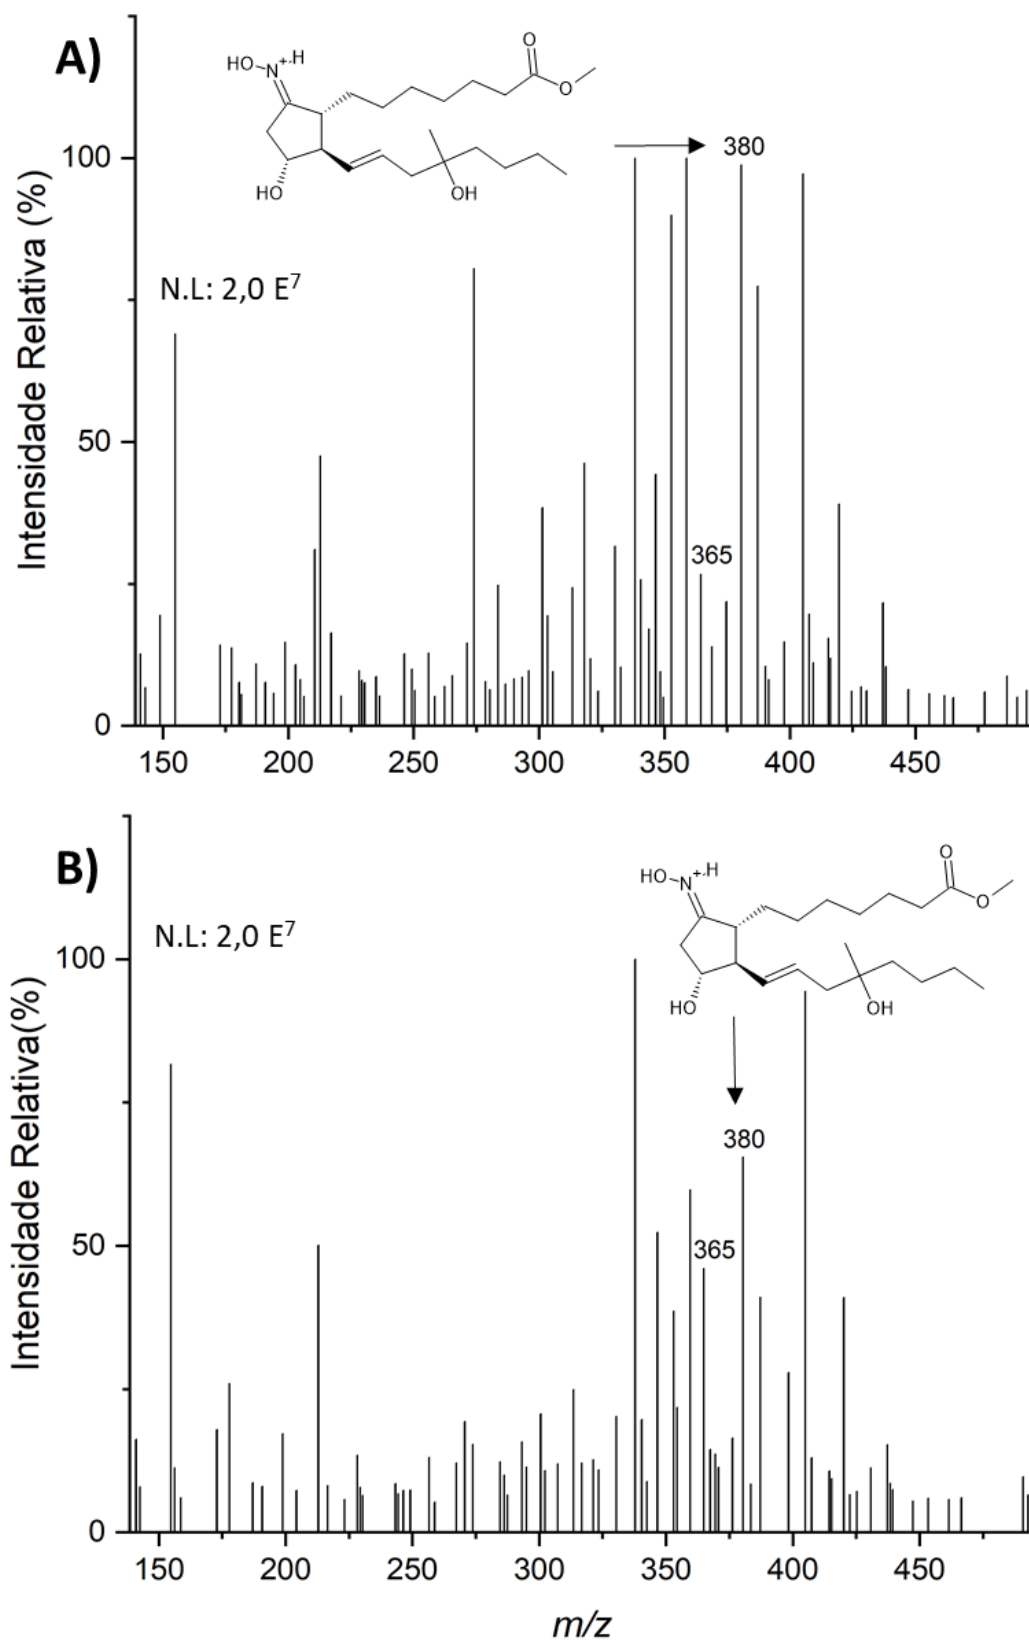 A)
HO
N
+
H
O
O
HO
OH
380
365
N.L: 2,0 E7
Intensidade Relativa (%)
100
50
0
150 200 250 300 350 400 450
B)
HO
N
+
H
O
O
HO
OH
380
365
N.L: 2,0 E7
Intensidade Relativa(%)
100
50
0
150 200 250 300 350 400 450
m/z